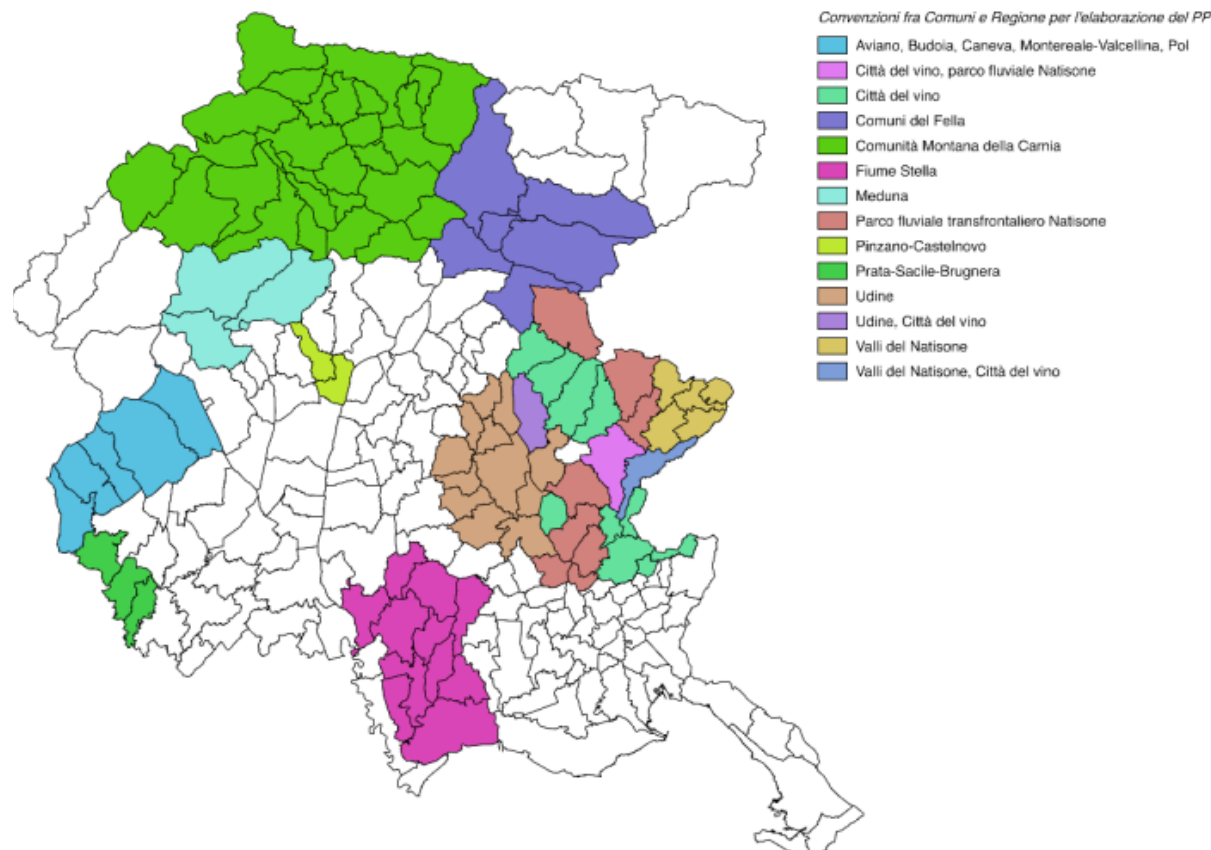 Convenzioni fra Comuni e Regione per l'elaborazione del PP
Aviano, Budoia, Caneva, Montereale-Valcellina, Pol
Città del vino, parco fluviale Natisone
Città del vino
Comuni del Fella
Comunità Montana della Carnia
Fiume Stella
Meduna
Parco fluviale transfrontaliero Natisone
Pinzano-Castelnovo
Prata-Sacile-Brugnera
Udine
Udine, Città del vino
Valli del Natisone
Valli del Natisone, Città del vino